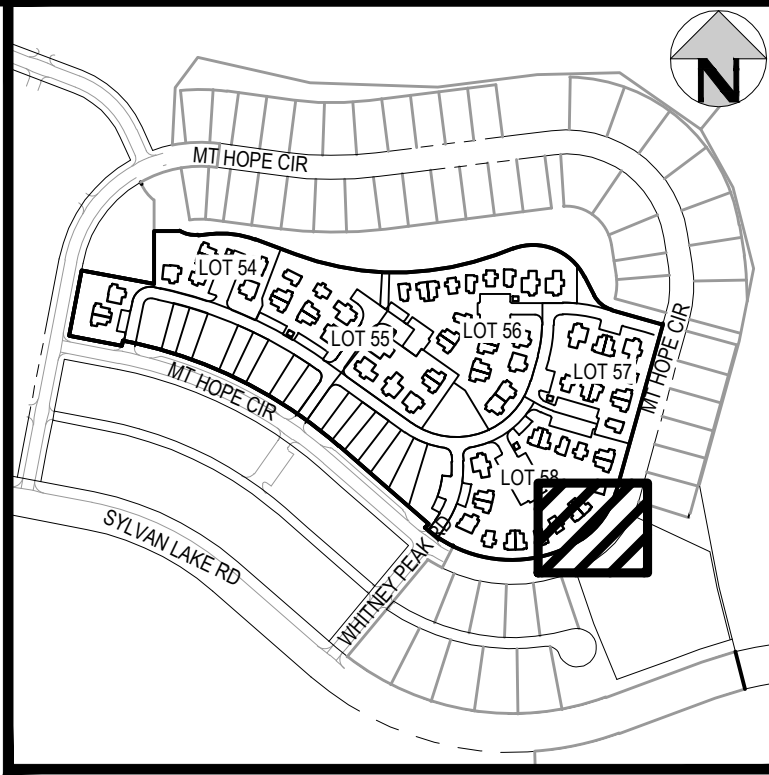 N
MT HOPE CIR
LOT 54
LOT 55
LOT 56
LOT 57
MT HOPE CIR
MT HOPE CIR
LOT 58
SYLVAN LAKE RD
WHITNEY PEAK RD